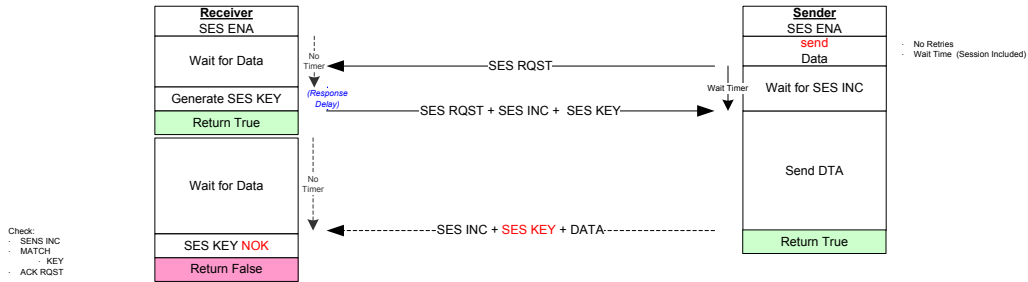 Receiver
SES ENA
Wait for Data
Generate SES KEY
Return True
Wait for Data
SES KEY NOK
Return False
No
Timer
(Response
Delay)
No
Timer
SES RQST
SES RQST + SES INC + SES KEY
SES INC + SES KEY + DATA
Wait Timer
Sender
SES ENA
send
Data
Wait for SES INC
Send DTA
Return True
· No Retries
· Wait Time (Session Included)
Check:
· SENS INC
· MATCH
· KEY
· ACK RQST